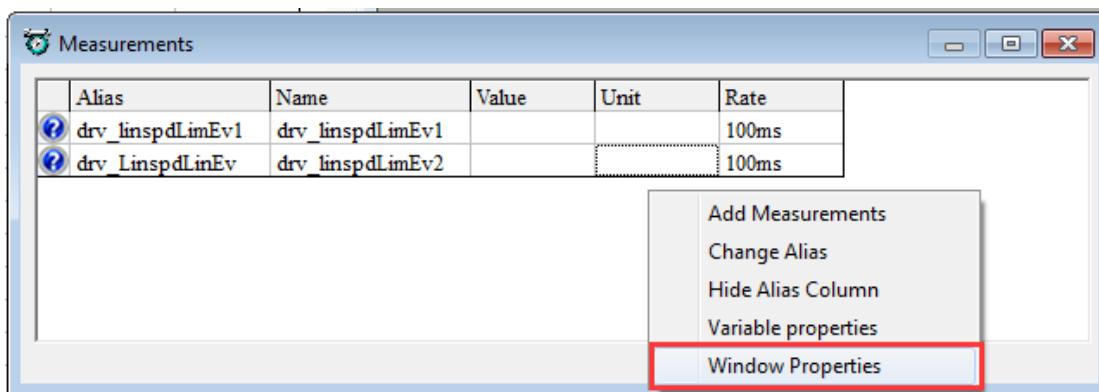 Measurements
Alias Name Value Unit Rate
drv_linspdLimEv1 drv_linspdLimEv1 100ms
drv_LinspdLinEv drv_linspdLimEv2 100ms
Add Measurements
Change Alias
Hide Alias Column
Variable properties
Window Properties